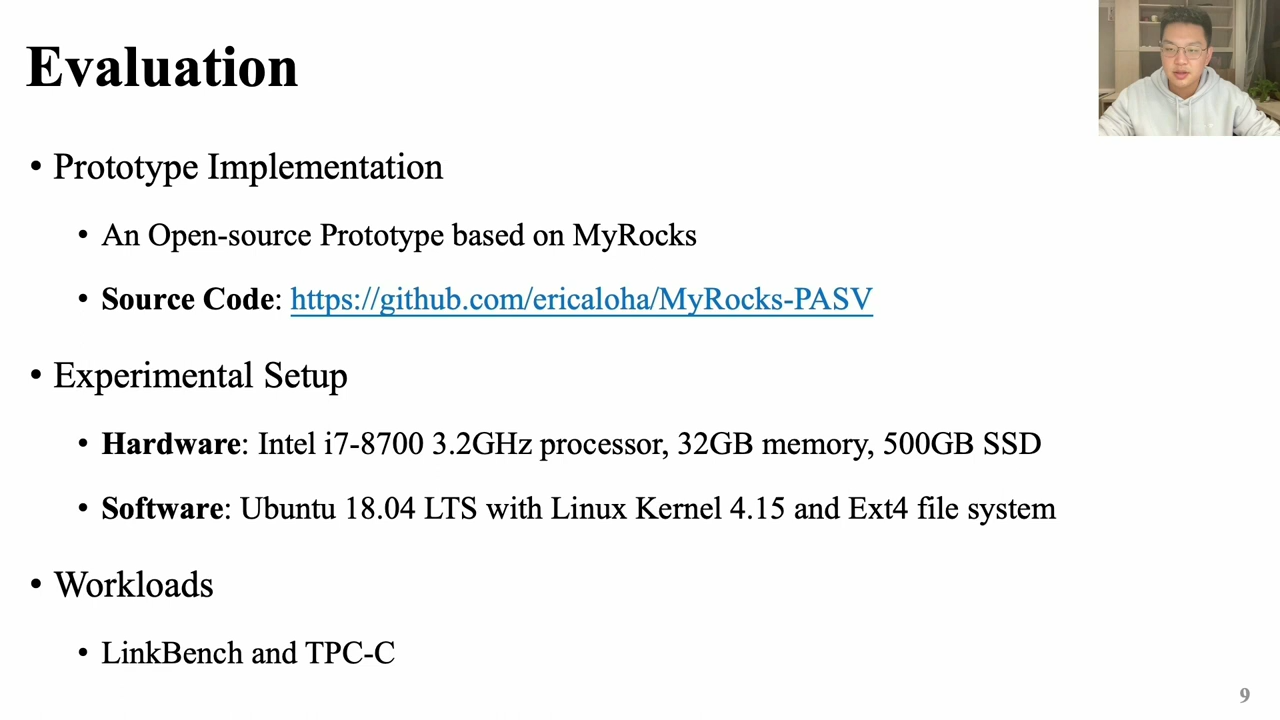 Evaluation
• Prototype Implementation
• An Open-source Prototype based on MyRocks
• Source Code: https://github.com/ericaloha/MyRocks-PASV
• Experimental Setup
• Hardware: Intel i7-8700 3.2GHz processor, 32GB memory, 500GB SSD
• Software: Ubuntu 18.04 LTS with Linux Kernel 4.15 and Ext4 file system
• Workloads
• LinkBench and TPC-C
9